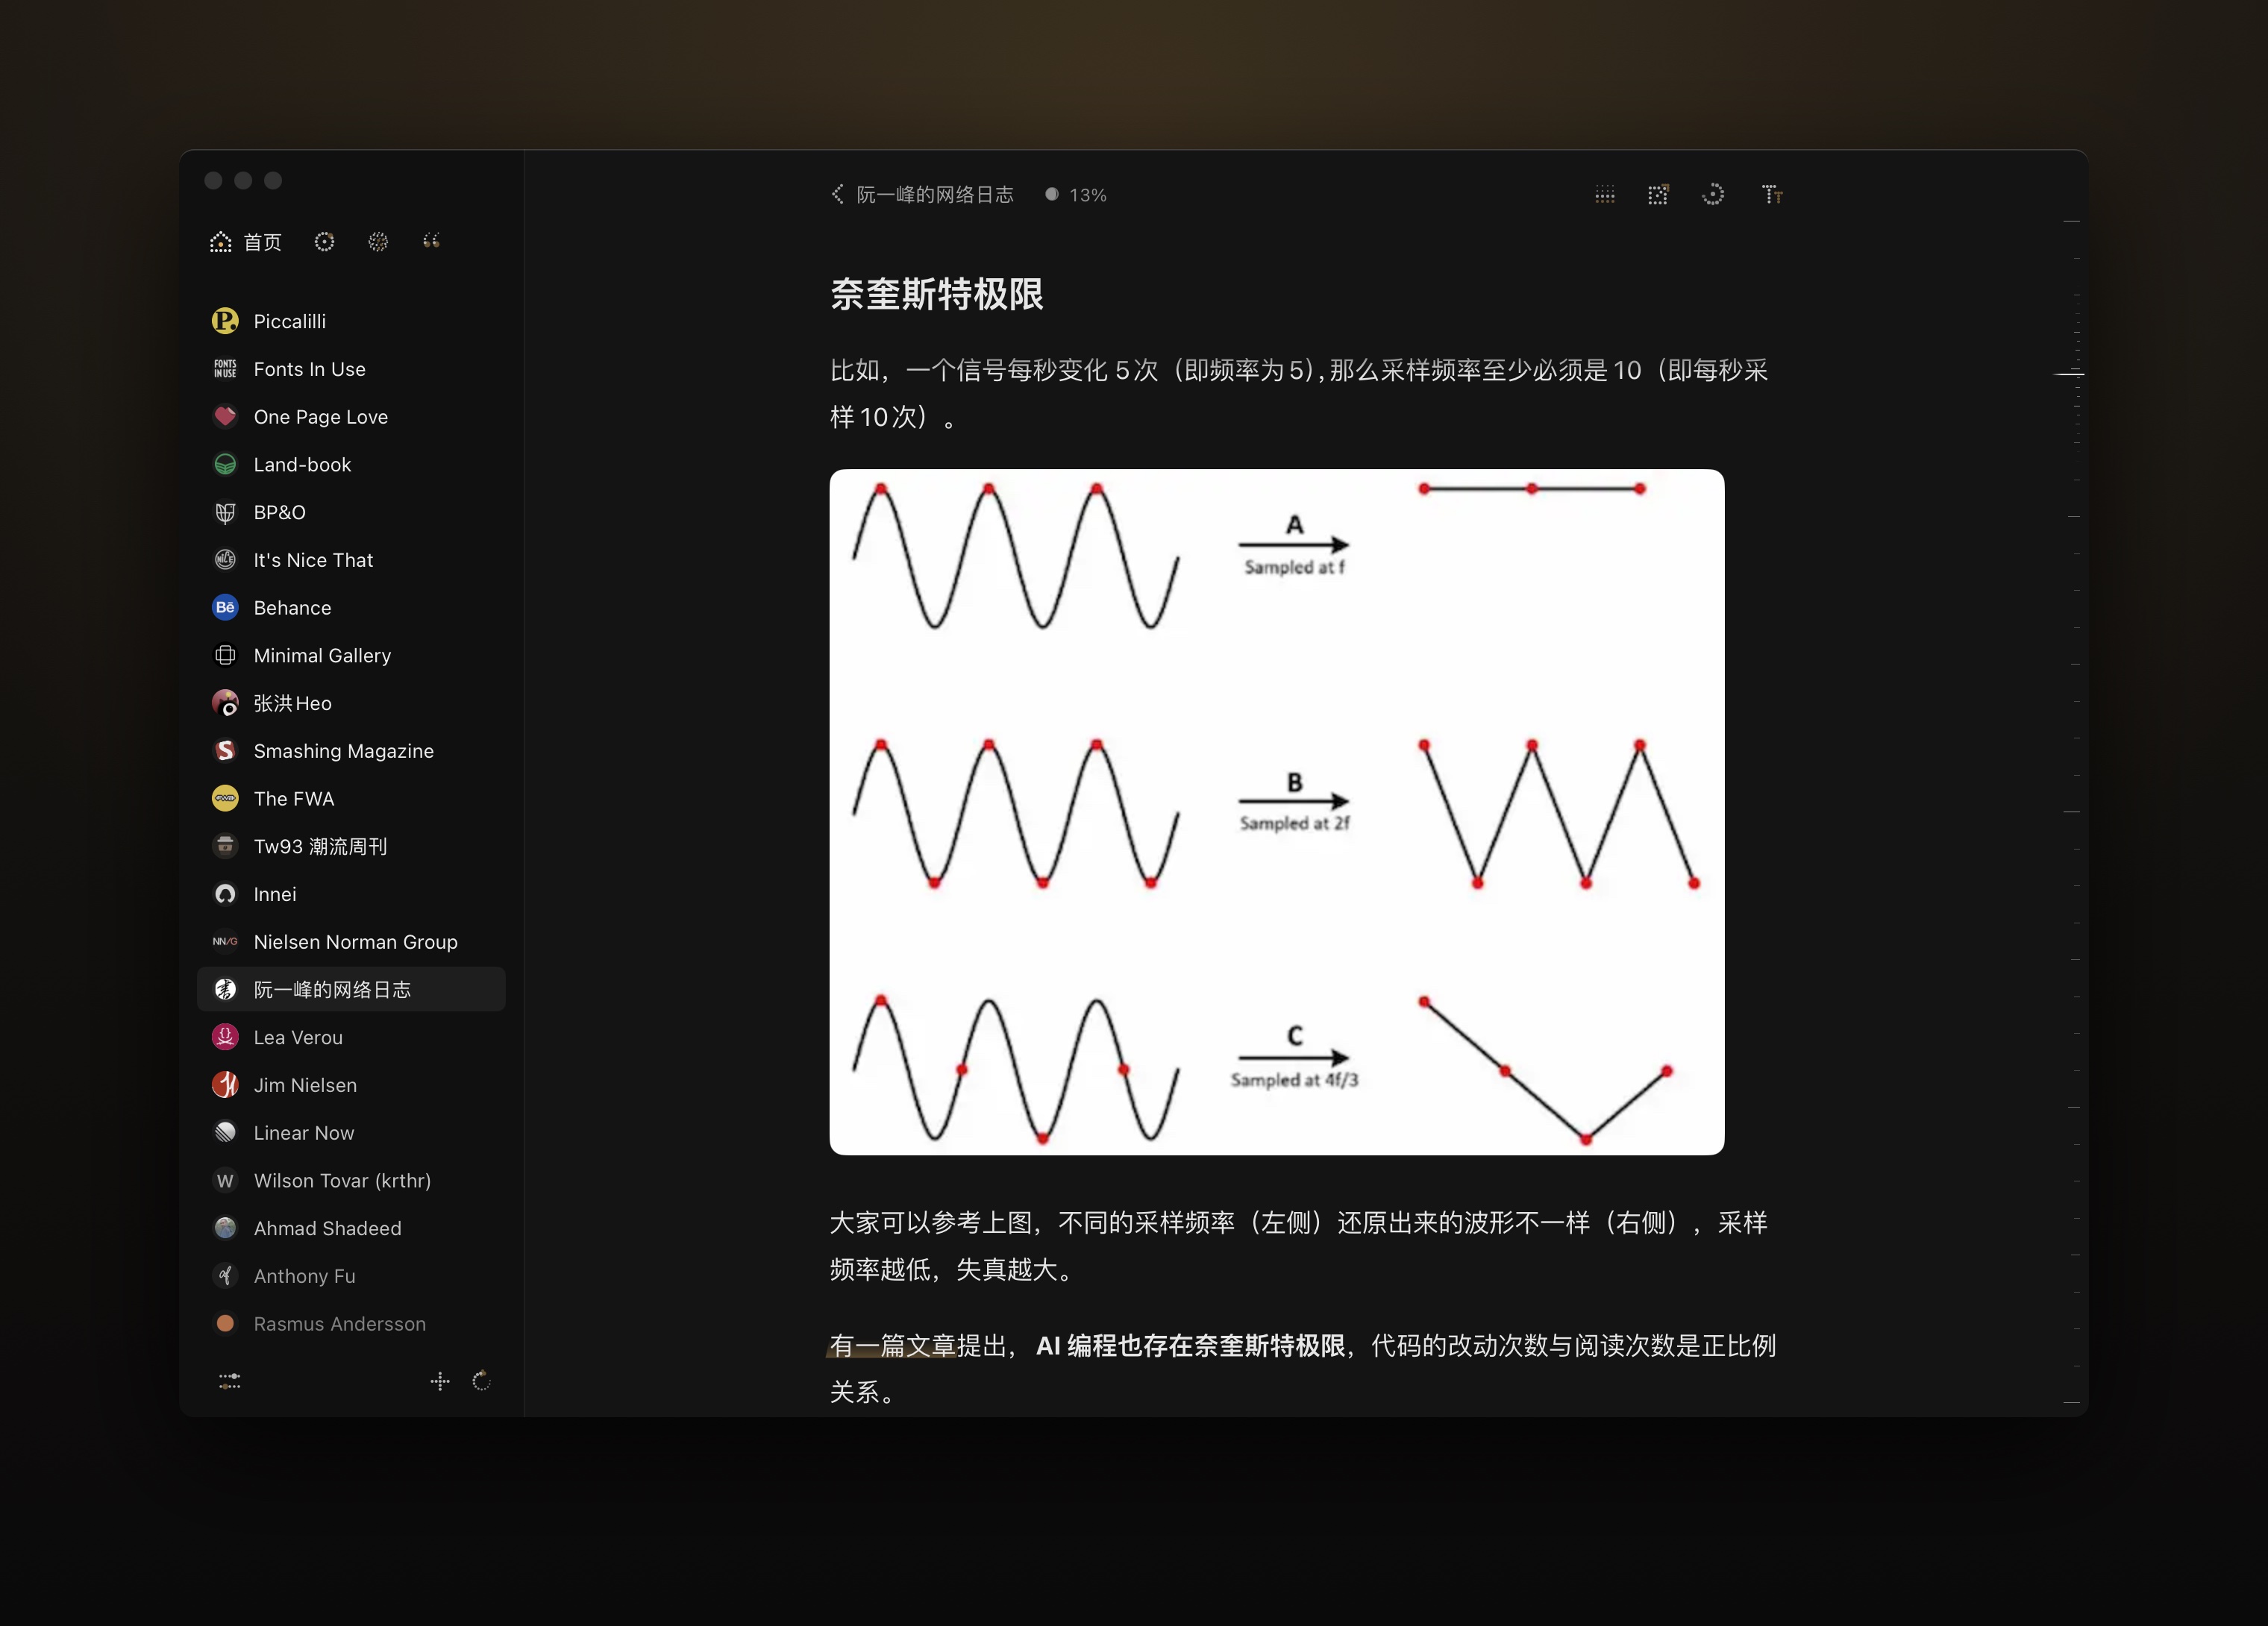 首页
Piccalilli
FONTS
IN USE
Fonts In Use
One Page Love
Land-book
BP&O
It's Nice That
Bē
Behance
Minimal Gallery
张洪Heo
Smashing Magazine
The FWA
Tw93 潮流周刊
Innei
NN/G
Nielsen Norman Group
阮一峰的网络日志
Lea Verou
Jim Nielsen
Linear Now
W
Wilson Tovar (krthr)
Ahmad Shadeed
Anthony Fu
Rasmus Andersson
阮一峰的网络日志 13%
奈奎斯特极限
比如，一个信号每秒变化 5 次（即频率为 5），那么采样频率至少必须是 10（即每秒采
样 10 次）。
A
Sampled at f
B
Sampled at 2f
C
Sampled at 4f/3
大家可以参考上图，不同的采样频率（左侧）还原出来的波形不一样（右侧），采样
频率越低，失真越大。
有一篇文章提出，AI 编程也存在奈奎斯特极限，代码的改动次数与阅读次数是正比例
关系。